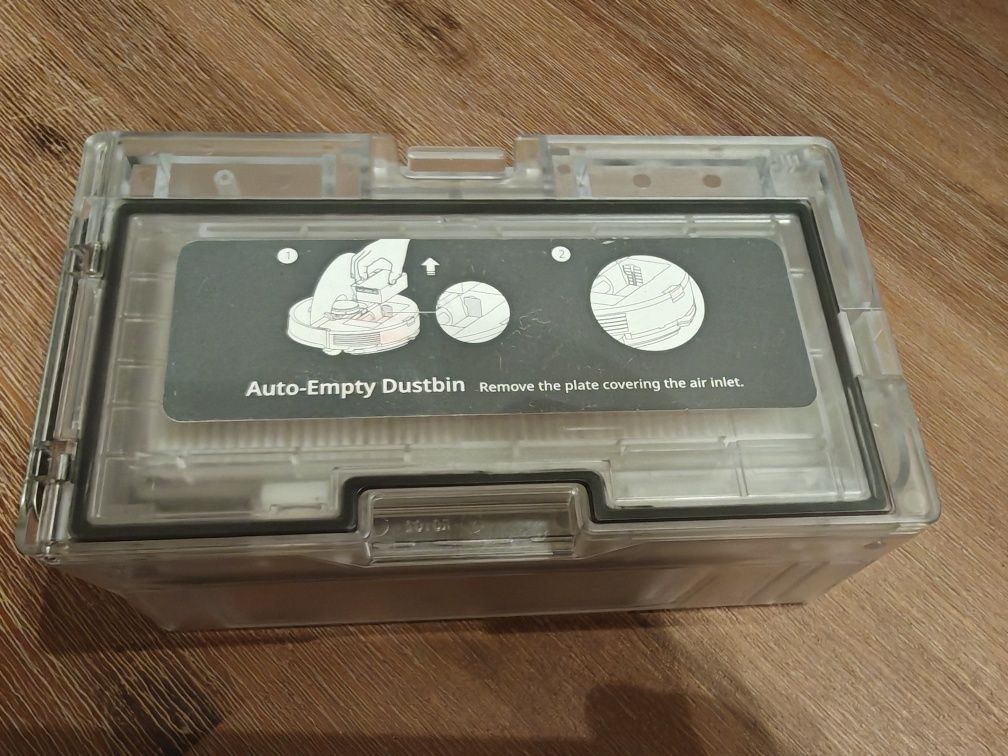 1
2
Auto-Empty Dustbin Remove the plate covering the air inlet.